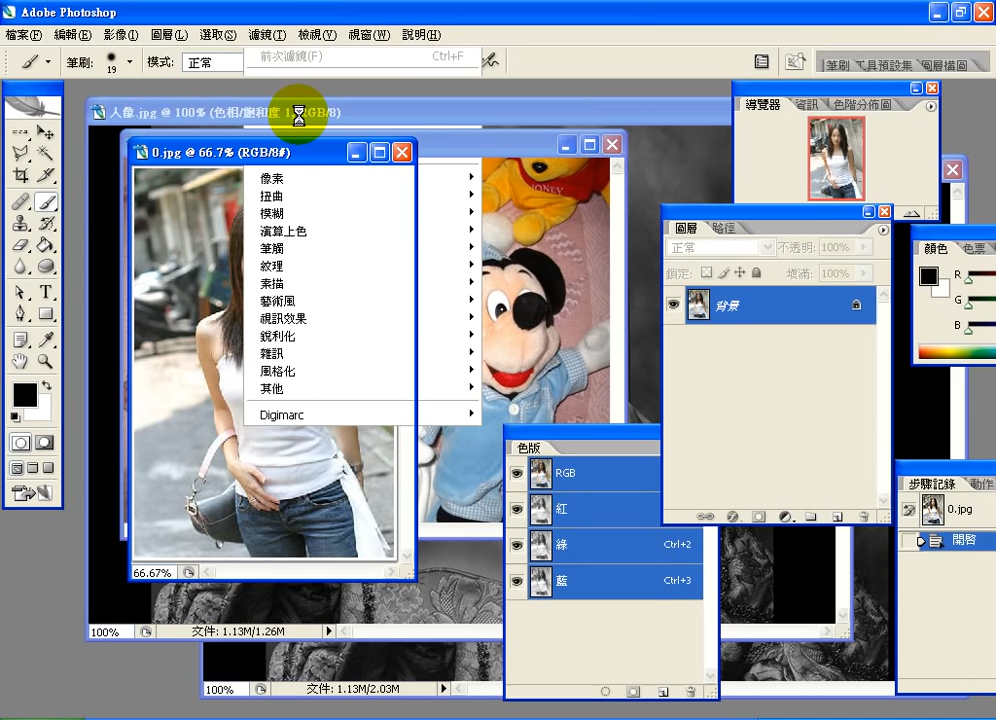 Adobe Photoshop
檔案(F) 編輯(E) 影像(I) 圖層(L) 選取(S) 濾鏡(T) 檢視(V) 視窗(W) 說明(H)
筆刷: 19 模式: 正常
前次濾鏡(F) Ctrl+F
筆刷 工具預設集 圖層構圖
人像.jpg @ 100% (色相/飽和度 1, RGB/8)
0.jpg @ 66.7% (RGB/8#)
像素
扭曲
模糊
演算上色
筆觸
紋理
素描
藝術風
視訊效果
銳利化
雜訊
風格化
其他
Digimarc
HONEY
導覽器 資訊 色階分佈圖
圖層 路徑
正常 不透明: 100%
鎖定: 填滿: 100%
背景
顏色 色票
R
G
B
色版
RGB
紅
綠 Ctrl+2
藍 Ctrl+3
步驟記錄 動作
0.jpg
開啓
66.67%
100% 文件: 1.13M/1.26M
100% 文件: 1.13M/2.03M